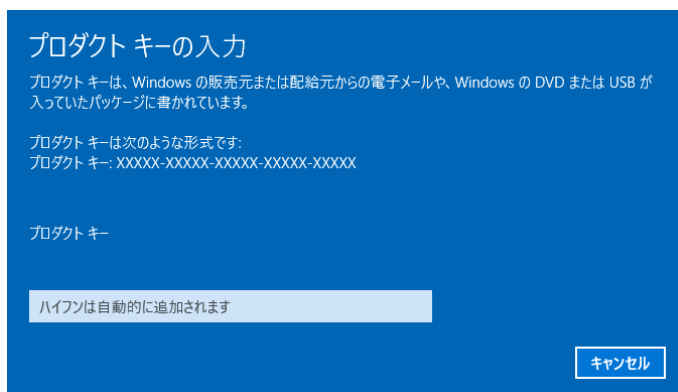 プロダクト キーの入力
プロダクト キーは、Windows の販売元または配給元からの電子メールや、Windows の DVD または USB が
入っていたパッケージに書かれています。
プロダクト キーは次のような形式です:
プロダクト キー: XXXXX-XXXXX-XXXXX-XXXXX-XXXXX
プロダクト キー
ハイフンは自動的に追加されます
キャンセル